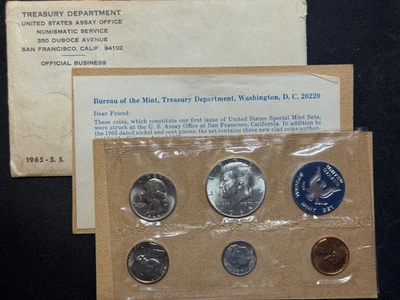 TREASURY DEPARTMENT
UNITED STATES ASSAY OFFICE
NUMISMATIC SERVICE
350 DUBOCE AVENUE
SAN FRANCISCO, CALIF. 94102
OFFICIAL BUSINESS
1965 - S. S.
Bureau of the Mint, Treasury Department, Washington, D. C. 20220
Dear Friend:
These coins, which constitute our first issue of United States Special Mint Sets,
were struck at the U. S. Assay Office at San Francisco, California. In addition to
the 1965 dated nickel and cent pieces, the set contains three new clad coins author-